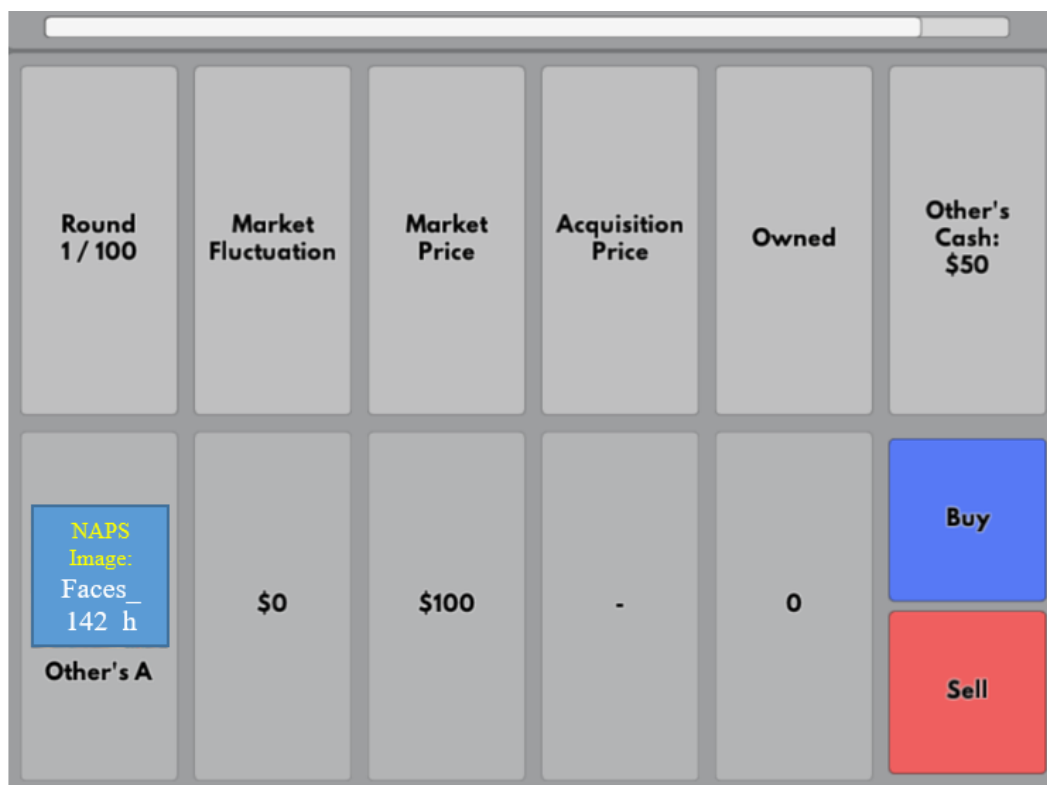 Round
1 / 100
Market
Fluctuation
Market
Price
Acquisition
Price
Owned
Other's
Cash:
$50
NAPS
Image:
Faces_
142_h
Other's A
$0
$100
-
0
Buy
Sell